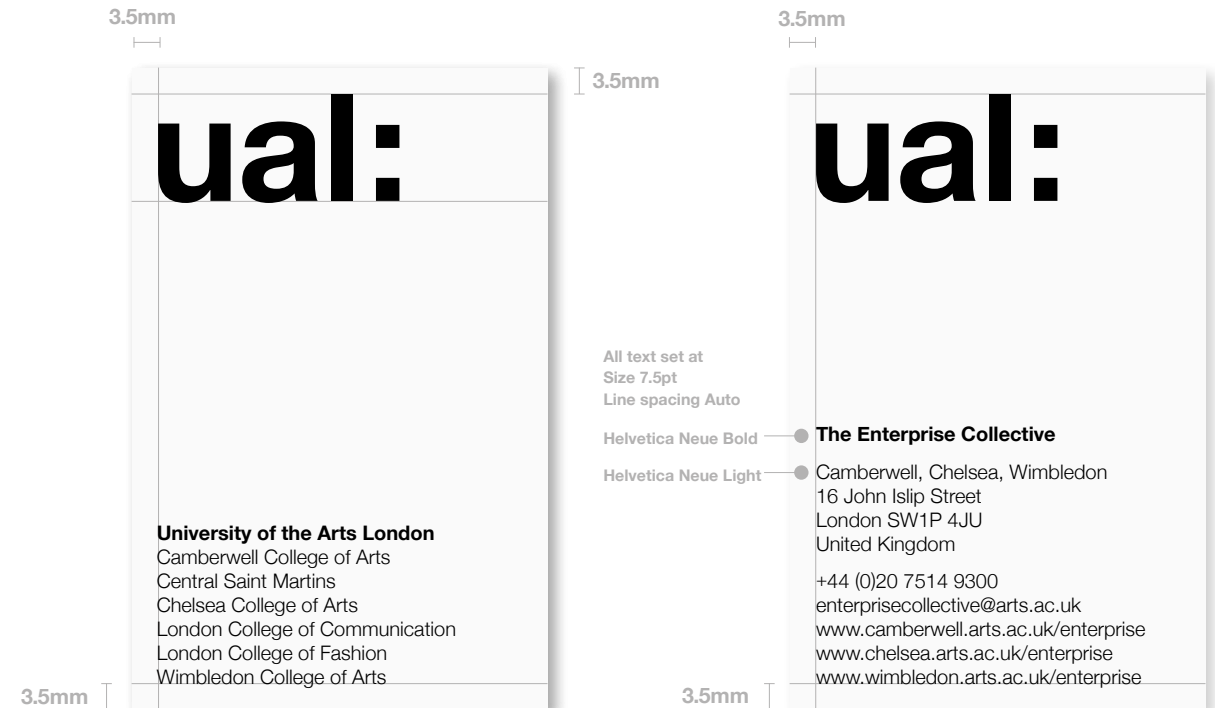 3.5mm
3.5mm
3.5mm
ual:
ual:
All text set at
Size 7.5pt
Line spacing Auto
Helvetica Neue Bold
Helvetica Neue Light
University of the Arts London
Camberwell College of Arts
Central Saint Martins
Chelsea College of Arts
London College of Communication
London College of Fashion
Wimbledon College of Arts
3.5mm
The Enterprise Collective
Camberwell, Chelsea, Wimbledon
16 John Islip Street
London SW1P 4JU
United Kingdom
+44 (0)20 7514 9300
enterprisecollective@arts.ac.uk
www.camberwell.arts.ac.uk/enterprise
www.chelsea.arts.ac.uk/enterprise
www.wimbledon.arts.ac.uk/enterprise
3.5mm